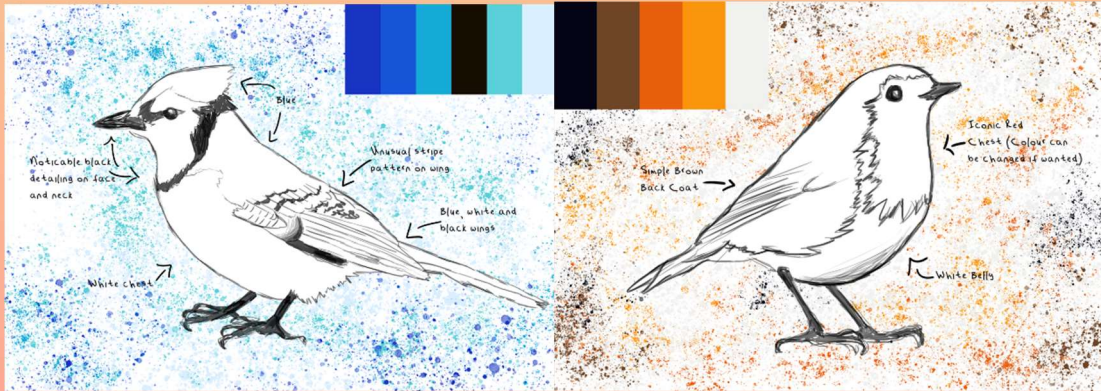 Blue
Noticable black
detailing on face
and neck
Unusual stripe
pattern on wing
Blue, white and
black wings
White chest
Iconic Red
Chest (Colour can
be changed if wanted)
Simple Brown
Back Coat
White Belly